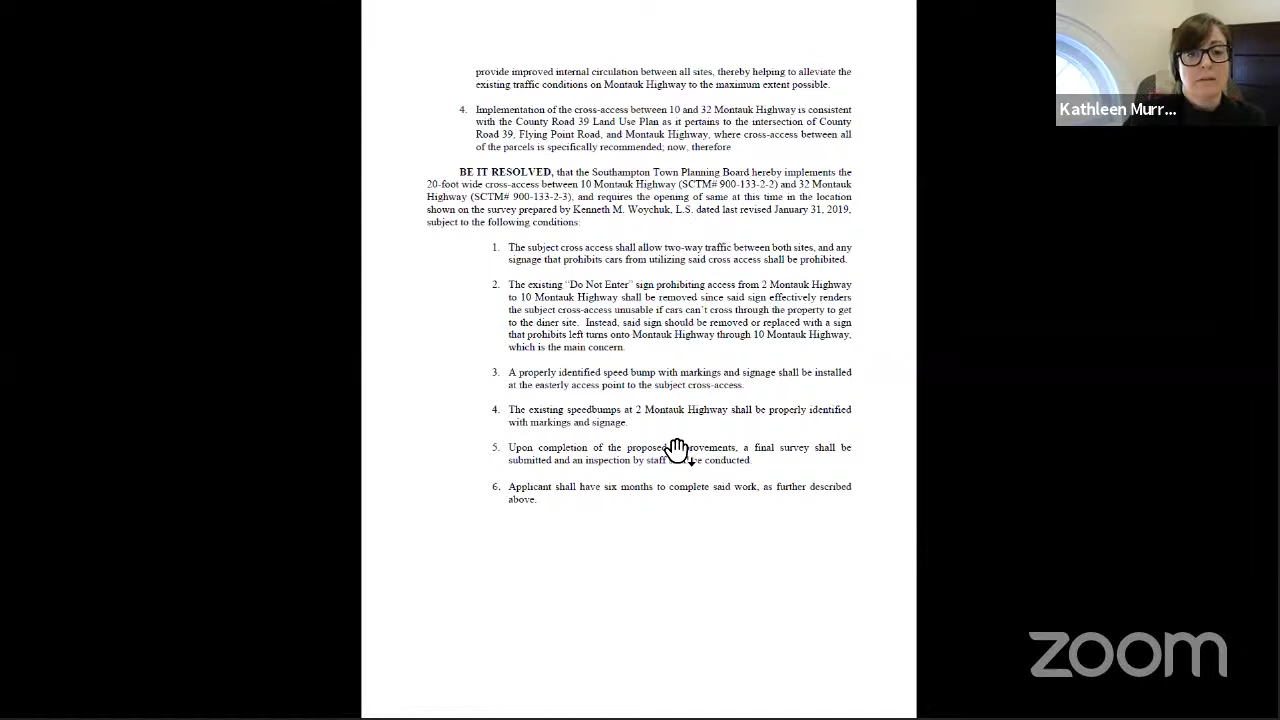 provide improved internal circulation between all sites, thereby helping to alleviate the
existing traffic conditions on Montauk Highway to the maximum extent possible.
4. Implementation of the cross-access between 10 and 32 Montauk Highway is consistent
with the County Road 39 Land Use Plan as it pertains to the intersection of County
Road 39, Flying Point Road, and Montauk Highway, where cross-access between all
of the parcels is specifically recommended; now, therefore
BE IT RESOLVED, that the Southampton Town Planning Board hereby implements the
20-foot wide cross-access between 10 Montauk Highway (SCTM# 900-133-2-2) and 32 Montauk
Highway (SCTM# 900-133-2-3), and requires the opening of same at this time in the location
shown on the survey prepared by Kenneth M. Woychuk, L.S. dated last revised January 31, 2019,
subject to the following conditions:
1. The subject cross access shall allow two-way traffic between both sites, and any
signage that prohibits cars from utilizing said cross access shall be prohibited.
2. The existing “Do Not Enter” sign prohibiting access from 2 Montauk Highway
to 10 Montauk Highway shall be removed since said sign effectively renders
the subject cross-access unusable if cars can’t cross through the property to get
to the diner site. Instead, said sign should be removed or replaced with a sign
that prohibits left turns onto Montauk Highway through 10 Montauk Highway,
which is the main concern.
3. A properly identified speed bump with markings and signage shall be installed
at the easterly access point to the subject cross-access.
4. The existing speedbumps at 2 Montauk Highway shall be properly identified
with markings and signage.
5. Upon completion of the proposed improvements, a final survey shall be
submitted and an inspection by staff be conducted.
6. Applicant shall have six months to complete said work, as further described
above.
Kathleen Murr...
zoom